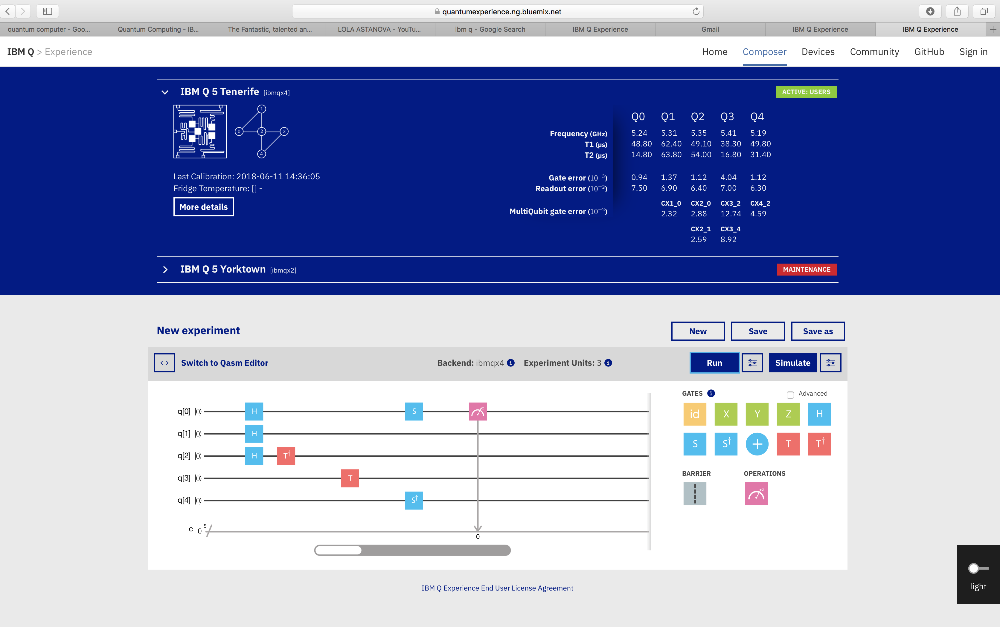 quantumexperience.ng.bluemix.net
quantum computer - Goo...
Quantum Computing - IB...
The Fantastic, talented an...
LOLA ASTANOVA - YouTu...
ibm q - Google Search
IBM Q Experience
Gmail
IBM Q Experience
IBM Q Experience
IBM Q > Experience
Home Composer Devices Community GitHub Sign in
IBM Q 5 Tenerife [ibmqx4]
ACTIVE: USERS
1
0 2 3
4
Last Calibration: 2018-06-11 14:36:05
Fridge Temperature: [] -
More details
Q0 Q1 Q2 Q3 Q4
Frequency (GHz) 5.24 5.31 5.35 5.41 5.19
T1 (µs) 48.80 62.40 49.10 38.30 49.80
T2 (µs) 14.80 63.80 54.00 16.80 31.40
Gate error (10⁻³) 0.94 1.37 1.12 4.04 1.12
Readout error (10⁻²) 7.50 6.90 6.40 7.00 6.30
CX1_0 CX2_0 CX3_2 CX4_2
MultiQubit gate error (10⁻²) 2.32 2.88 12.74 4.59
CX2_1 CX3_4
2.59 8.92
IBM Q 5 Yorktown [ibmqx2]
MAINTENANCE
New experiment
New Save Save as
<> Switch to Qasm Editor
Backend: ibmqx4 i Experiment Units: 3 i
Run Simulate
q[0] |0⟩ H S z
q[1] |0⟩ H
q[2] |0⟩ H T†
q[3] |0⟩ T
q[4] |0⟩ S†
c 0 5
0
GATES i Advanced
id X Y Z H
S S† + T T†
BARRIER OPERATIONS
z
IBM Q Experience End User License Agreement
light